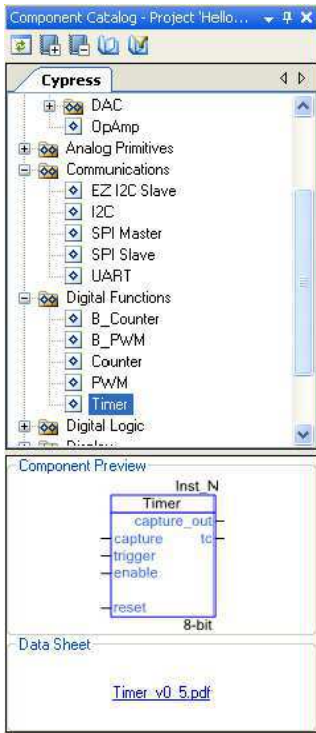 Component Catalog - Project 'Hello...
Cypress
DAC
OpAmp
Analog Primitives
Communications
EZ I2C Slave
I2C
SPI Master
SPI Slave
UART
Digital Functions
B_Counter
B_PWM
Counter
PWM
Timer
Digital Logic
Display
Component Preview
Inst_N
Timer
capture_out
capture tc
trigger
enable
reset
8-bit
Data Sheet
Timer_v0_5.pdf